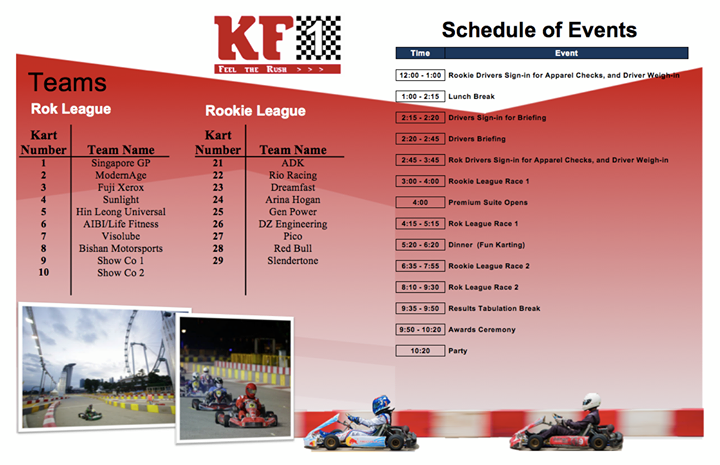 KF1
FEEL THE RUSH > > >
Teams
Rok League
Kart Number Team Name
1 Singapore GP
2 ModernAge
3 Fuji Xerox
4 Sunlight
5 Hin Leong Universal
6 AIBI/Life Fitness
7 Visolube
8 Bishan Motorsports
9 Show Co 1
10 Show Co 2
Rookie League
Kart Number Team Name
21 ADK
22 Rio Racing
23 Dreamfast
24 Arina Hogan
25 Gen Power
26 DZ Engineering
27 Pico
28 Red Bull
29 Slendertone
Schedule of Events
Time Event
12:00 - 1:00 Rookie Drivers Sign-in for Apparel Checks, and Driver Weigh-in
1:00 - 2:15 Lunch Break
2:15 - 2:20 Drivers Sign-in for Briefing
2:20 - 2:45 Drivers Briefing
2:45 - 3:45 Rok Drivers Sign-in for Apparel Checks, and Driver Weigh-in
3:00 - 4:00 Rookie League Race 1
4:00 Premium Suite Opens
4:15 - 5:15 Rok League Race 1
5:20 - 6:20 Dinner (Fun Karting)
6:35 - 7:55 Rookie League Race 2
8:10 - 9:30 Rok League Race 2
9:35 - 9:50 Results Tabulation Break
9:50 - 10:20 Awards Ceremony
10:20 Party